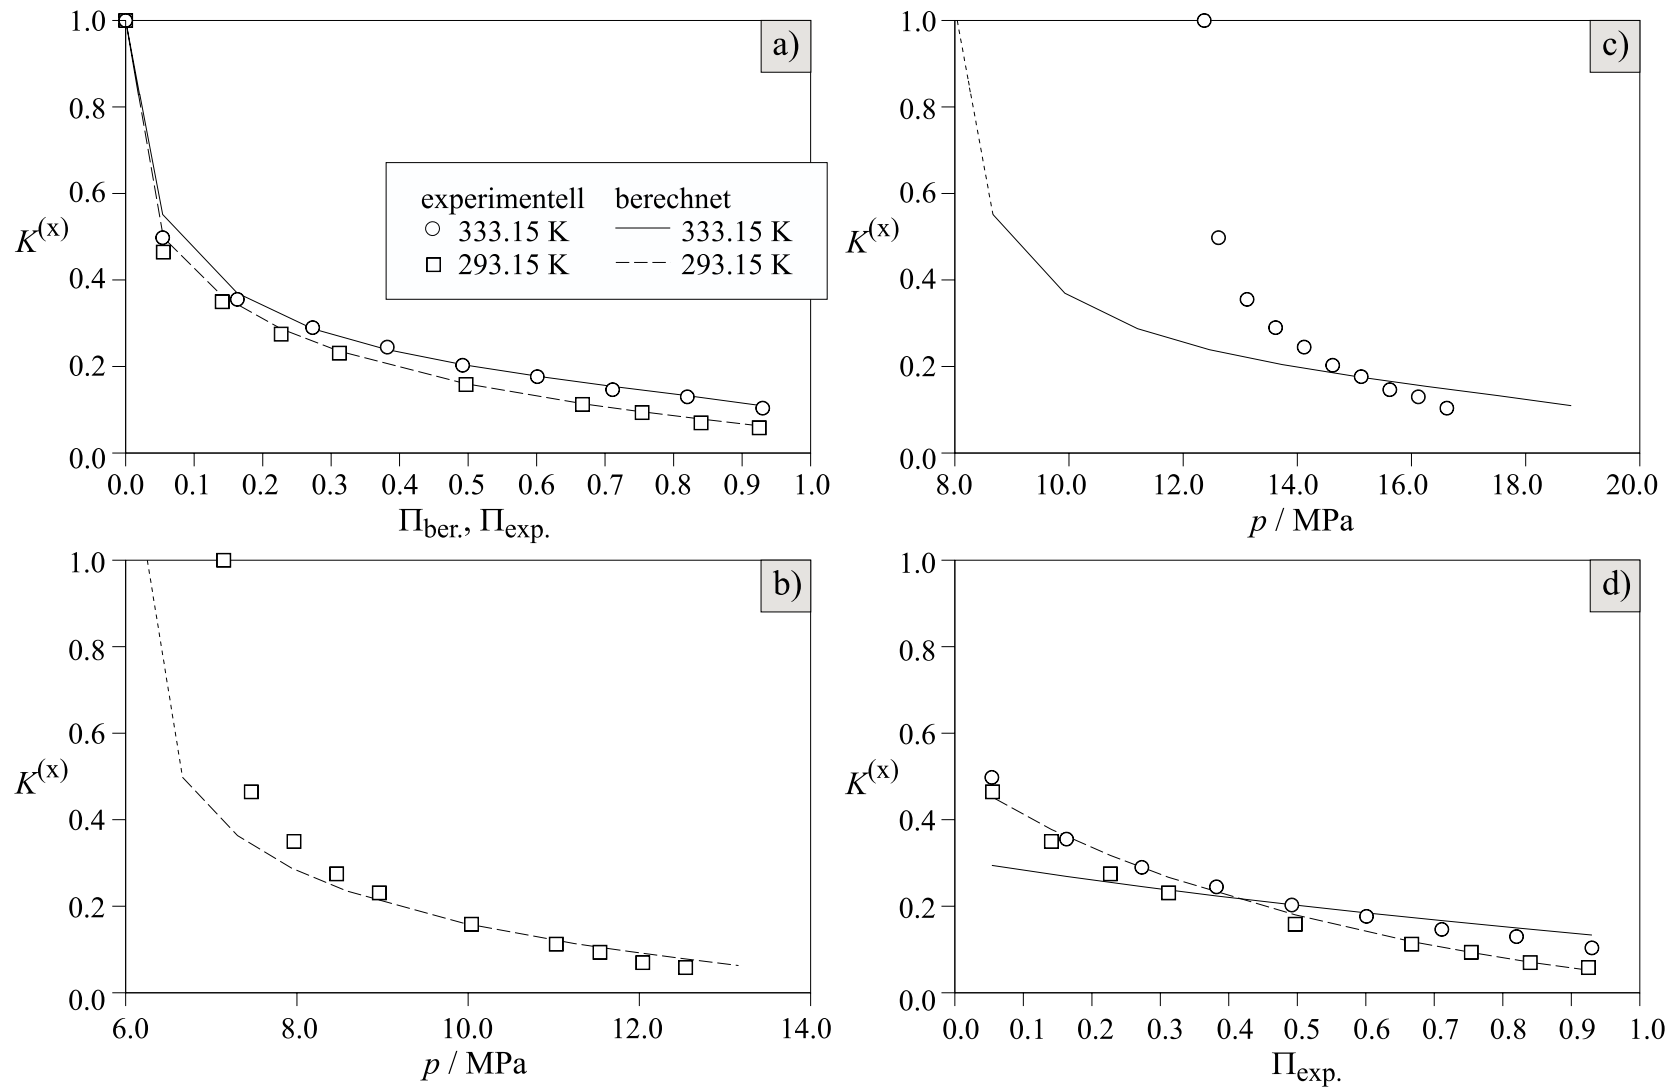 a)
1.0
0.8
0.6
0.4
0.2
0.0
K(x)
experimentell berechnet
333.15 K 333.15 K
293.15 K 293.15 K
0.0 0.1 0.2 0.3 0.4 0.5 0.6 0.7 0.8 0.9 1.0
Πber., Πexp.
c)
1.0
0.8
0.6
0.4
0.2
0.0
K(x)
8.0 10.0 12.0 14.0 16.0 18.0 20.0
p / MPa
b)
1.0
0.8
0.6
0.4
0.2
0.0
K(x)
6.0 8.0 10.0 12.0 14.0
p / MPa
d)
1.0
0.8
0.6
0.4
0.2
0.0
K(x)
0.0 0.1 0.2 0.3 0.4 0.5 0.6 0.7 0.8 0.9 1.0
Πexp.